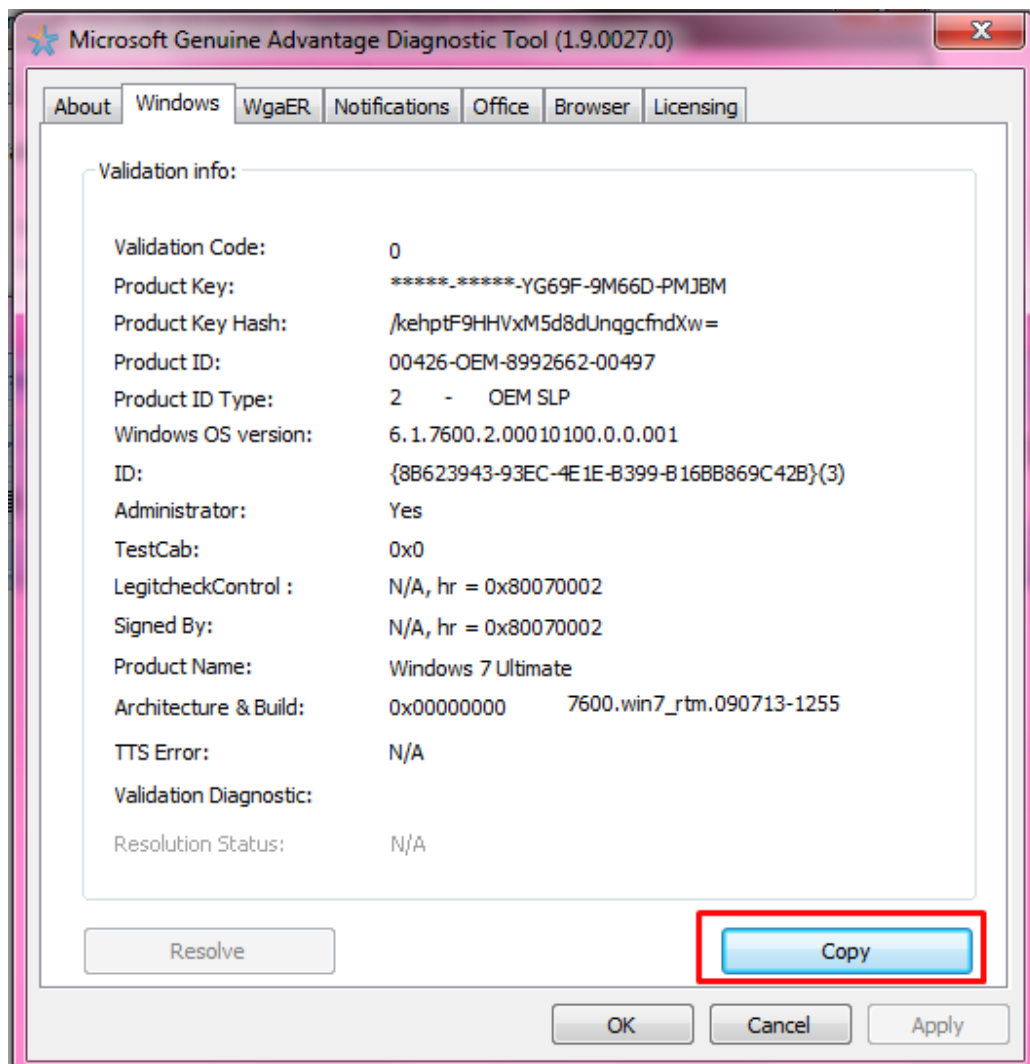 Microsoft Genuine Advantage Diagnostic Tool (1.9.0027.0)
About Windows WgaER Notifications Office Browser Licensing
Validation info:
Validation Code: 0
Product Key: *****-*****-YG69F-9M66D-PMJBM
Product Key Hash: /kehptF9HHVxM5d8dUnqgcfndXw=
Product ID: 00426-OEM-8992662-00497
Product ID Type: 2 - OEM SLP
Windows OS version: 6.1.7600.2.00010100.0.0.001
ID: {8B623943-93EC-4E1E-B399-B16BB869C42B}(3)
Administrator: Yes
TestCab: 0x0
LegitcheckControl : N/A, hr = 0x80070002
Signed By: N/A, hr = 0x80070002
Product Name: Windows 7 Ultimate
Architecture & Build: 0x00000000 7600.win7_rtm.090713-1255
TTS Error: N/A
Validation Diagnostic:
Resolution Status: N/A
Resolve Copy
OK Cancel Apply